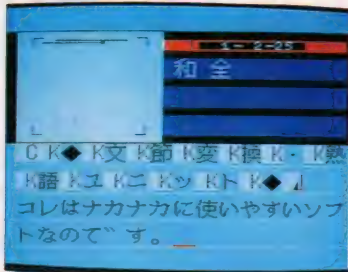 1- 2-25
和 全
C K◆ K文 K節 K変 K換 K・ K熟
K語 Kユ Kニ Kッ Kト K◆ ⏎
コレはナカナカに使いやすいソフ
トなので゛す。